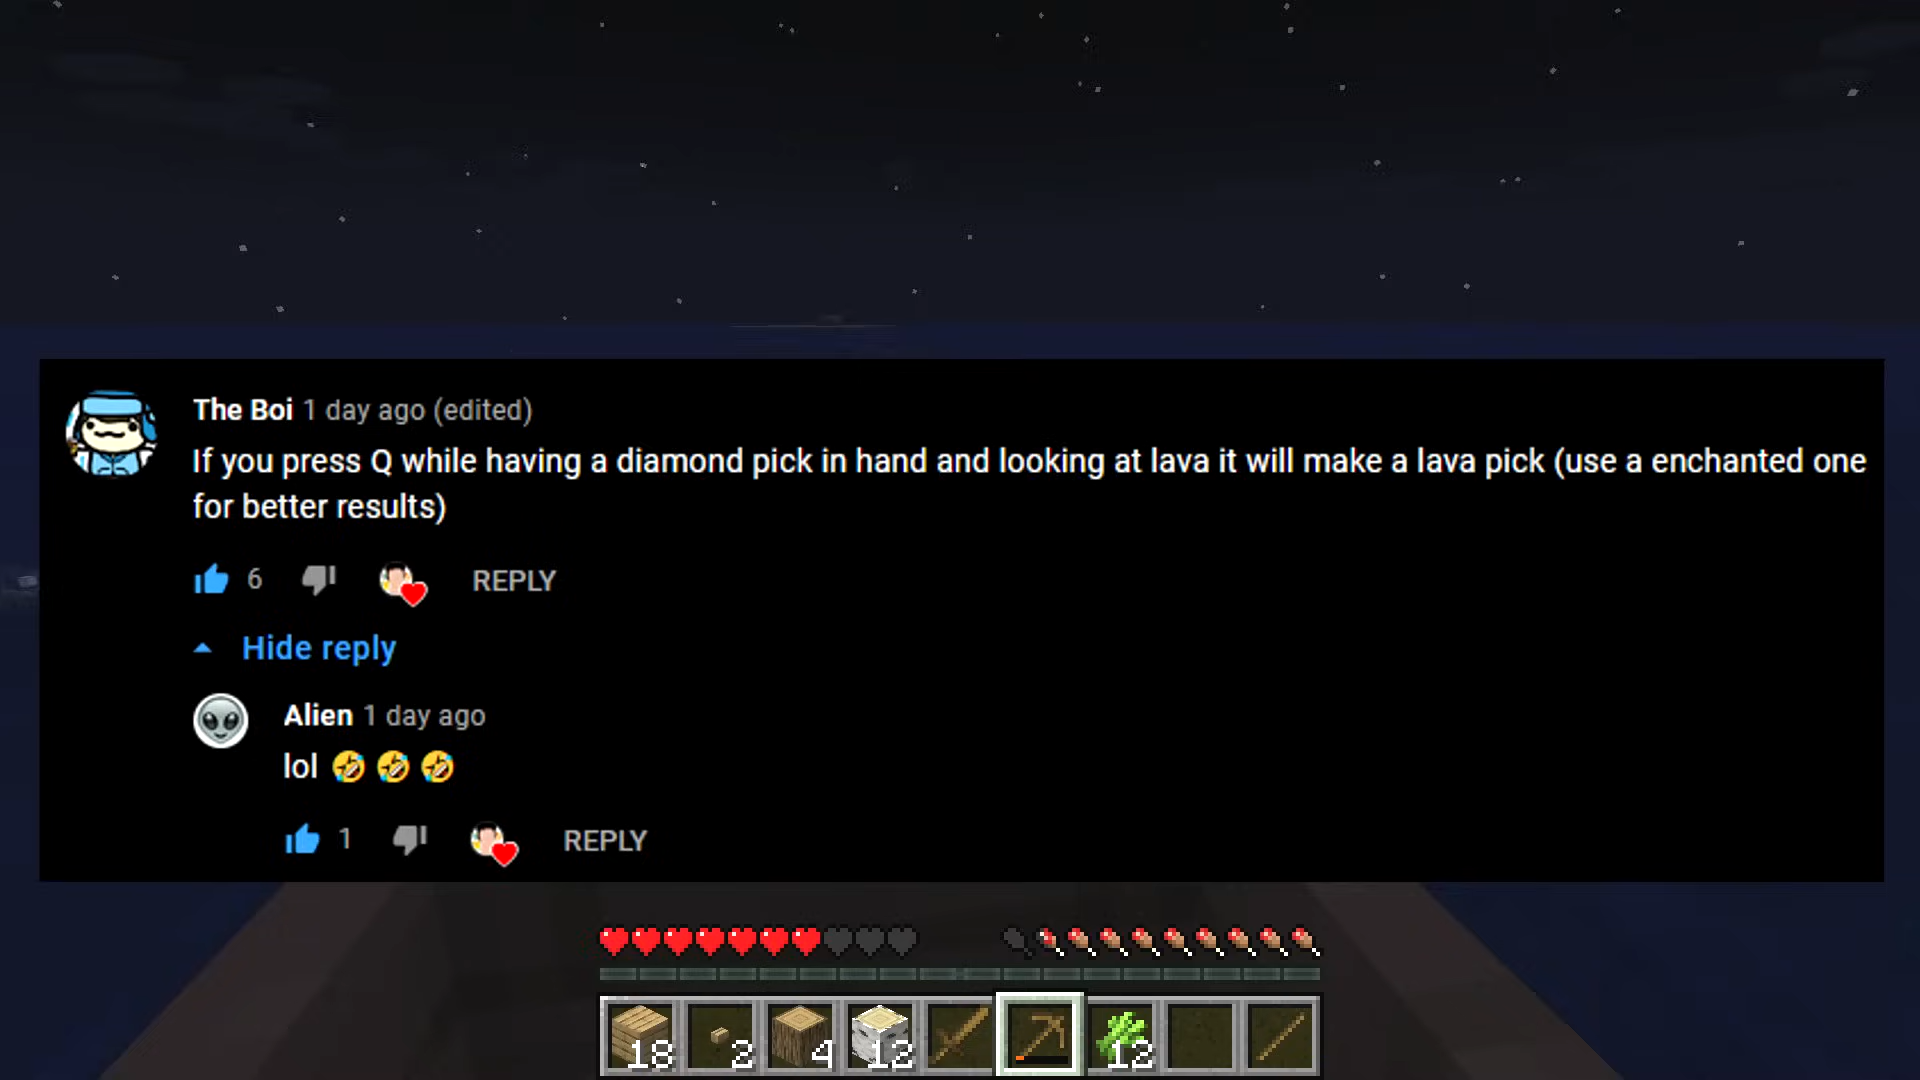 The Boi 1 day ago (edited)
If you press Q while having a diamond pick in hand and looking at lava it will make a lava pick (use a enchanted one
for better results)
6 REPLY
Hide reply
Alien 1 day ago
lol 🤣 🤣 🤣
1 REPLY
18 2 4 12 12